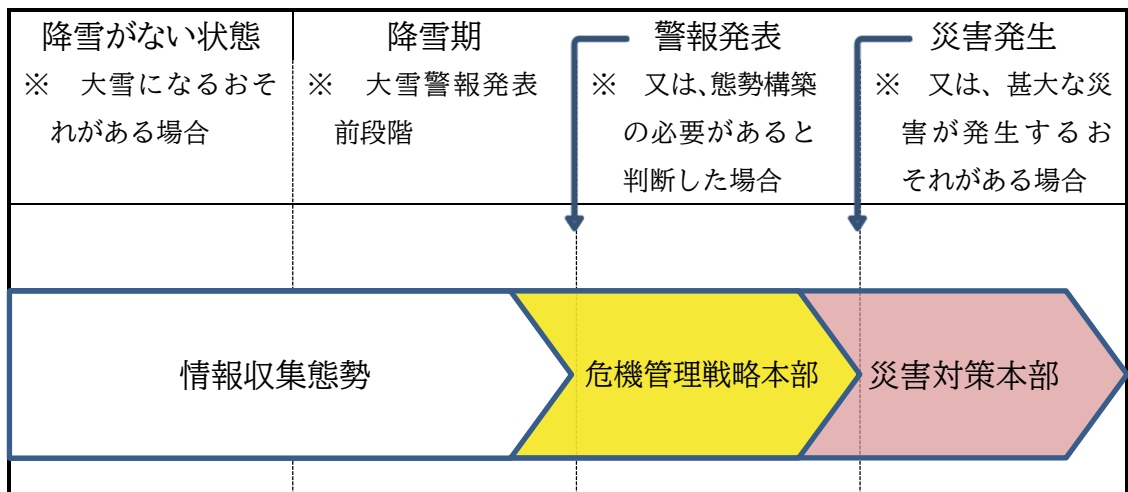 降雪がない状態
※　大雪になるおそ
れがある場合
降雪期
※　大雪警報発表
前段階
警報発表
※　又は、態勢構築
の必要があると
判断した場合
災害発生
※　又は、甚大な災
害が発生するお
それがある場合
情報収集態勢
危機管理戦略本部
災害対策本部